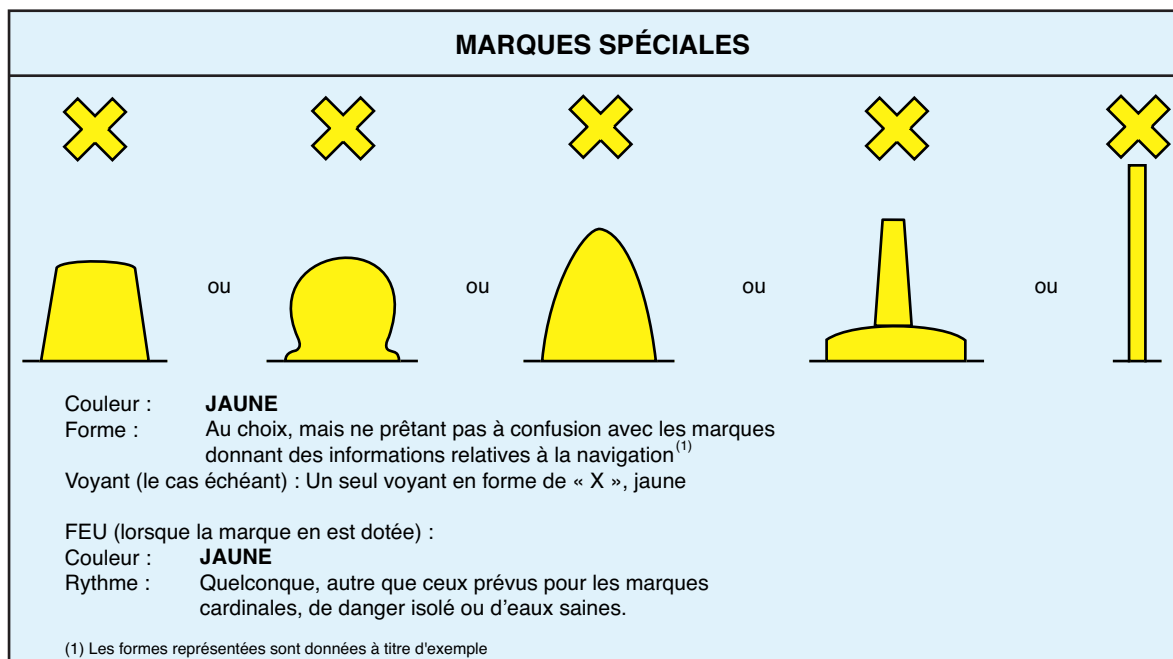 MARQUES SPÉCIALES
ou ou ou ou
Couleur : JAUNE
Forme : Au choix, mais ne prêtant pas à confusion avec les marques
donnant des informations relatives à la navigation(1)
Voyant (le cas échéant) : Un seul voyant en forme de « X », jaune
FEU (lorsque la marque en est dotée) :
Couleur : JAUNE
Rythme : Quelconque, autre que ceux prévus pour les marques
cardinales, de danger isolé ou d'eaux saines.
(1) Les formes représentées sont données à titre d'exemple